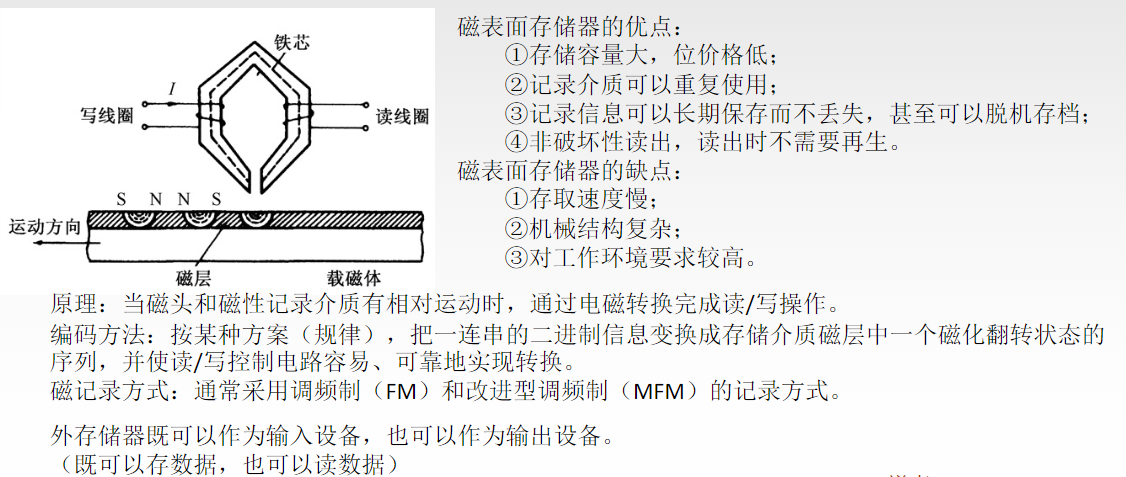 铁芯
I
写线圈
读线圈
S N N S
运动方向
磁层
载磁体
磁表面存储器的优点：
①存储容量大，位价格低；
②记录介质可以重复使用；
③记录信息可以长期保存而不丢失，甚至可以脱机存档；
④非破坏性读出，读出时不需要再生。
磁表面存储器的缺点：
①存取速度慢；
②机械结构复杂；
③对工作环境要求较高。
原理：当磁头和磁性记录介质有相对运动时，通过电磁转换完成读/写操作。
编码方法：按某种方案（规律），把一连串的二进制信息变换成存储介质磁层中一个磁化翻转状态的
序列，并使读/写控制电路容易、可靠地实现转换。
磁记录方式：通常采用调频制（FM）和改进型调频制（MFM）的记录方式。
外存储器既可以作为输入设备，也可以作为输出设备。
（既可以存数据，也可以读数据）